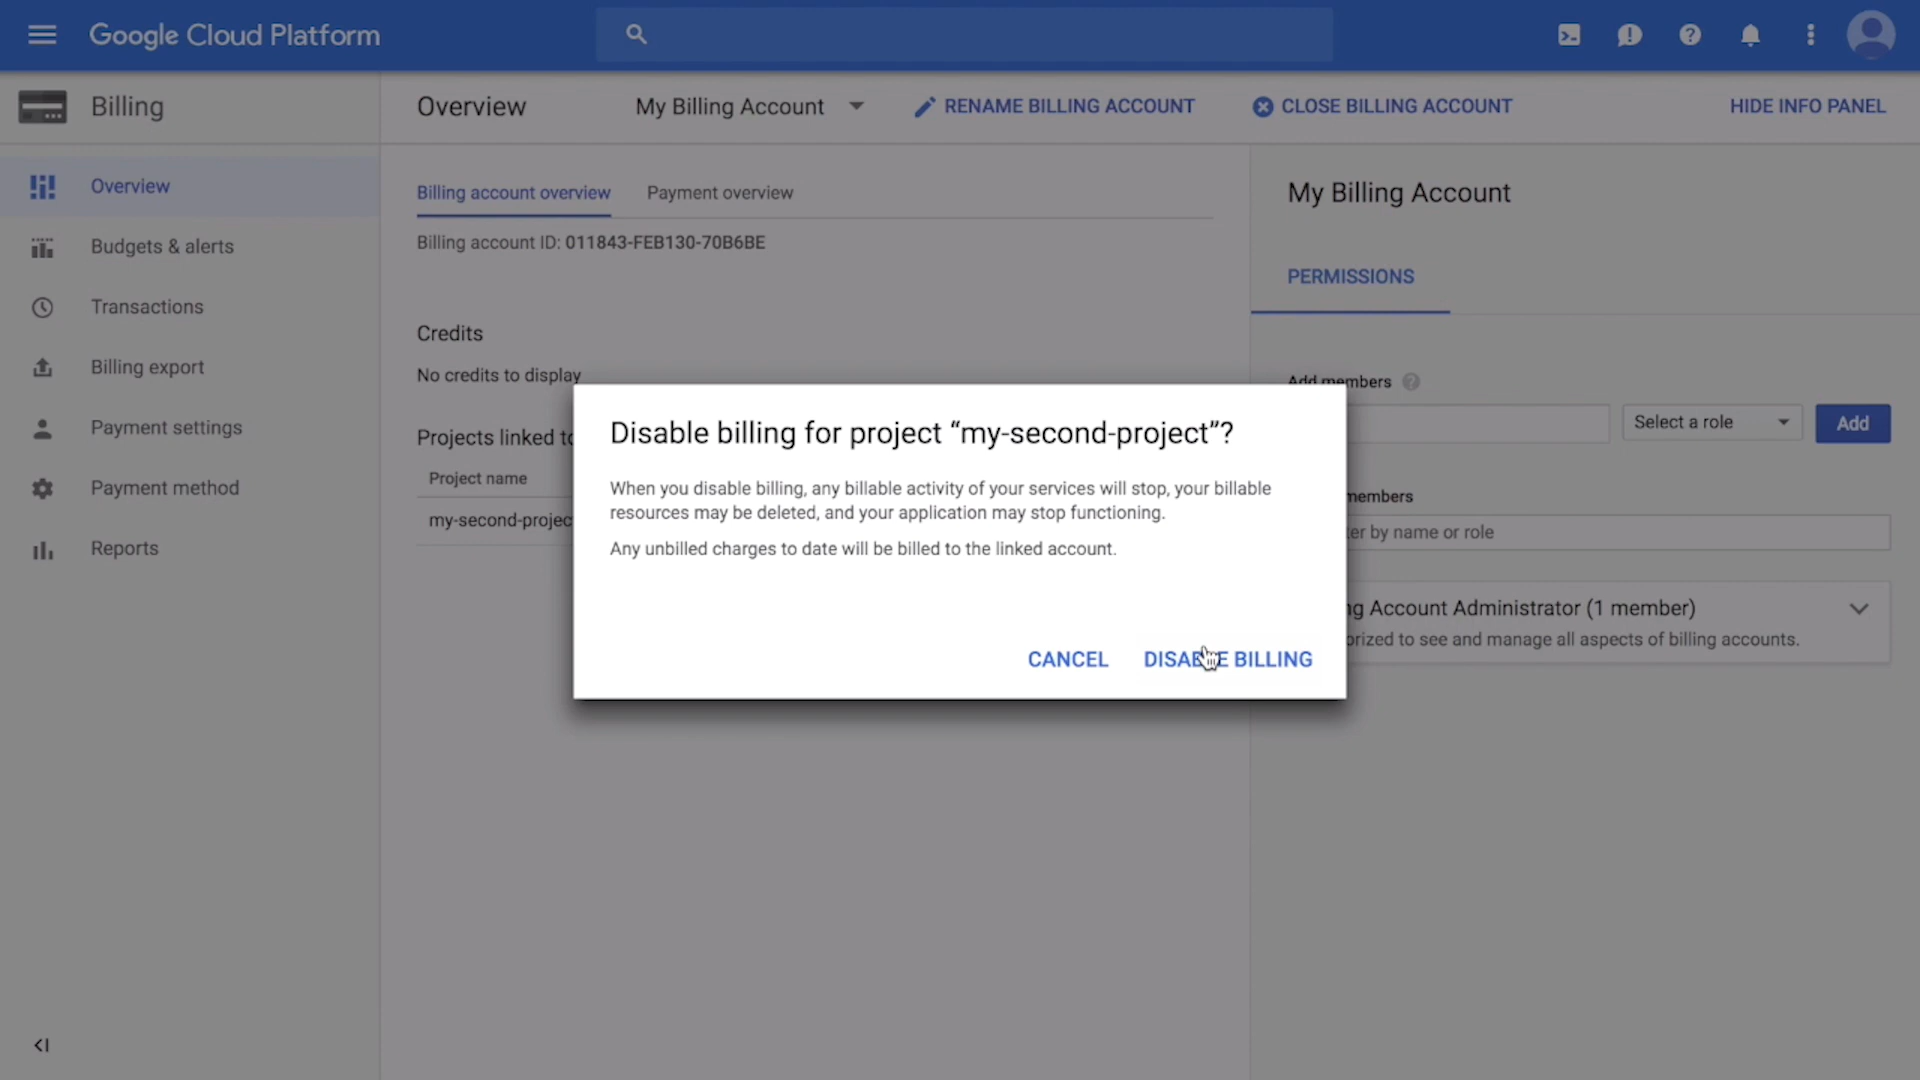 Google Cloud Platform
Billing
Overview
My Billing Account
RENAME BILLING ACCOUNT
CLOSE BILLING ACCOUNT
HIDE INFO PANEL
Overview
Budgets & alerts
Transactions
Billing export
Payment settings
Payment method
Reports
Billing account overview
Payment overview
Billing account ID: 011843-FEB130-70B6BE
Credits
No credits to display
Projects linked
Project name
my-second-projec
Disable billing for project “my-second-project”?
When you disable billing, any billable activity of your services will stop, your billable
resources may be deleted, and your application may stop functioning.
Any unbilled charges to date will be billed to the linked account.
CANCEL
DISABLE BILLING
My Billing Account
PERMISSIONS
Add members
Select a role
Add
members
er by name or role
ng Account Administrator (1 member)
orized to see and manage all aspects of billing accounts.